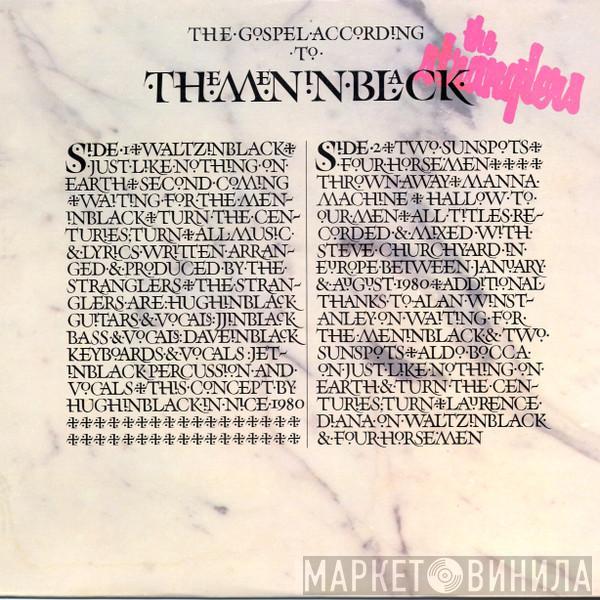 THE·GOSPEL·ACCORDING
·TO·
·THEMENINBLACK·
the stranglers
SIDE·1❉WALTZINBLACK❉
·JUST·LIKE·NOTHING·ON·
EARTH❉SECOND·COMING
❉WAITING·FOR·THE·MEN-
INBLACK❉TURN·THE·CEN-
TURIES,TURN❉ALL·MUSIC·
&·LYRICS·WRITTEN·ARRAN-
GED·&·PRODUCED·BY·THE
STRANGLERS❉THE·STRAN-
GLERS·ARE:HUGHINBLACK
GUITARS·&·VOCALS:JJINBLACK
BASS·&·VOCALS:DAVEINBLACK
KEYBOARDS·&·VOCALS:JET-
INBLACK·PERCUSSION·AND·
VOCALS❉THIS·CONCEPT·BY·
HUGHINBLACK·IN·NICE·1980
SIDE·2❉TWO·SUNSPOTS❉
·FOUR·HORSEMEN❉
THROWN·AWAY❉MANNA·
MACHINE❉HALLOW·TO·
OUR·MEN❉ALL·TITLES·RE-
CORDED·&·MIXED·WITH·
STEVE·CHURCHYARD·IN·
EUROPE·BETWEEN·JANUARY
·&·AUGUST·1980❉ADDITIONAL
THANKS·TO·ALAN·WINST-
ANLEY·ON·WAITING·FOR·
THE·MENINBLACK·&·TWO·
SUNSPOTS❉ALDO·BOCCA·
ON·JUST·LIKE·NOTHING·ON·
EARTH·&·TURN·THE·CEN-
TURIES,TURN❉LAURENCE·
DIANA·ON·WALTZINBLACK
·&·FOUR·HORSEMEN
МАРКЕТ ВИНИЛА